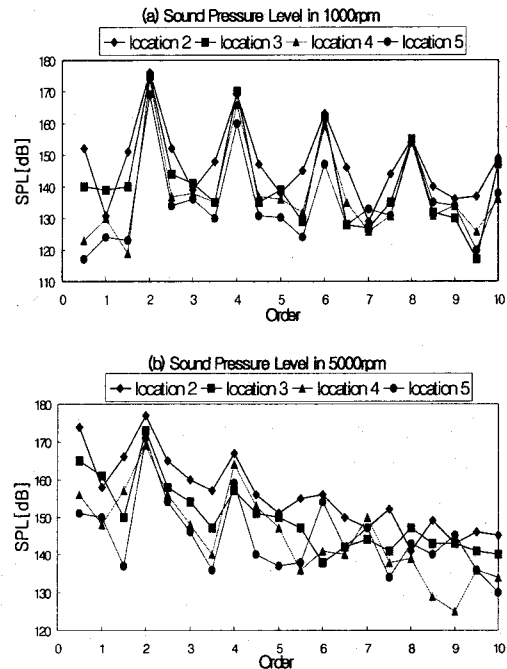 (a) Sound Pressure Level in 1000rpm
location 2 location 3 location 4 location 5
180
170
160
150
140
130
120
110
SPL[dB]
0 1 2 3 4 5 6 7 8 9 10
Order
(b) Sound Pressure Level in 5000rpm
location 2 location 3 location 4 location 5
180
170
160
150
140
130
120
SPL[dB]
0 1 2 3 4 5 6 7 8 9 10
Order